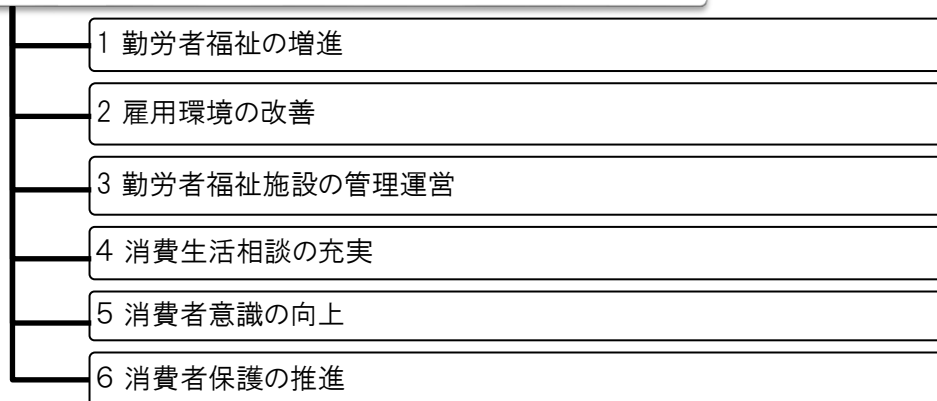 1 勤労者福祉の増進
2 雇用環境の改善
3 勤労者福祉施設の管理運営
4 消費生活相談の充実
5 消費者意識の向上
6 消費者保護の推進